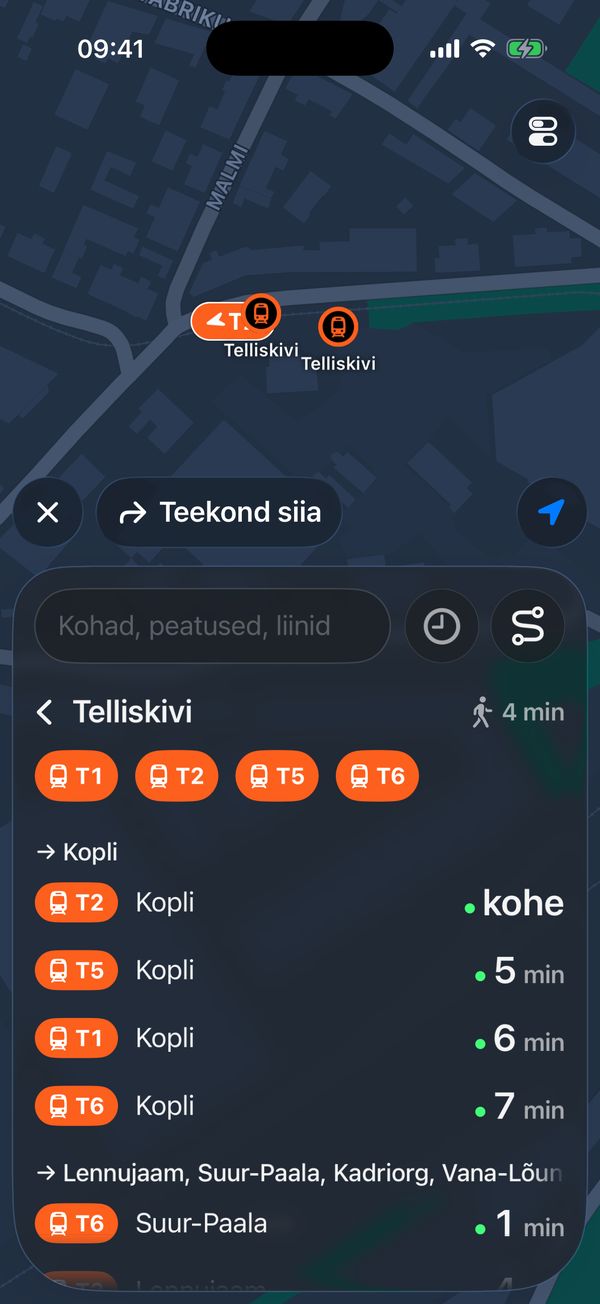 09:41
MALMI
T
Telliskivi
Telliskivi
Teekond siia
Kohad, peatused, liinid
Telliskivi 4 min
T1 T2 T5 T6
→ Kopli
T2 Kopli kohe
T5 Kopli 5 min
T1 Kopli 6 min
T6 Kopli 7 min
→ Lennujaam, Suur-Paala, Kadriorg, Vana-Lõun
T6 Suur-Paala 1 min